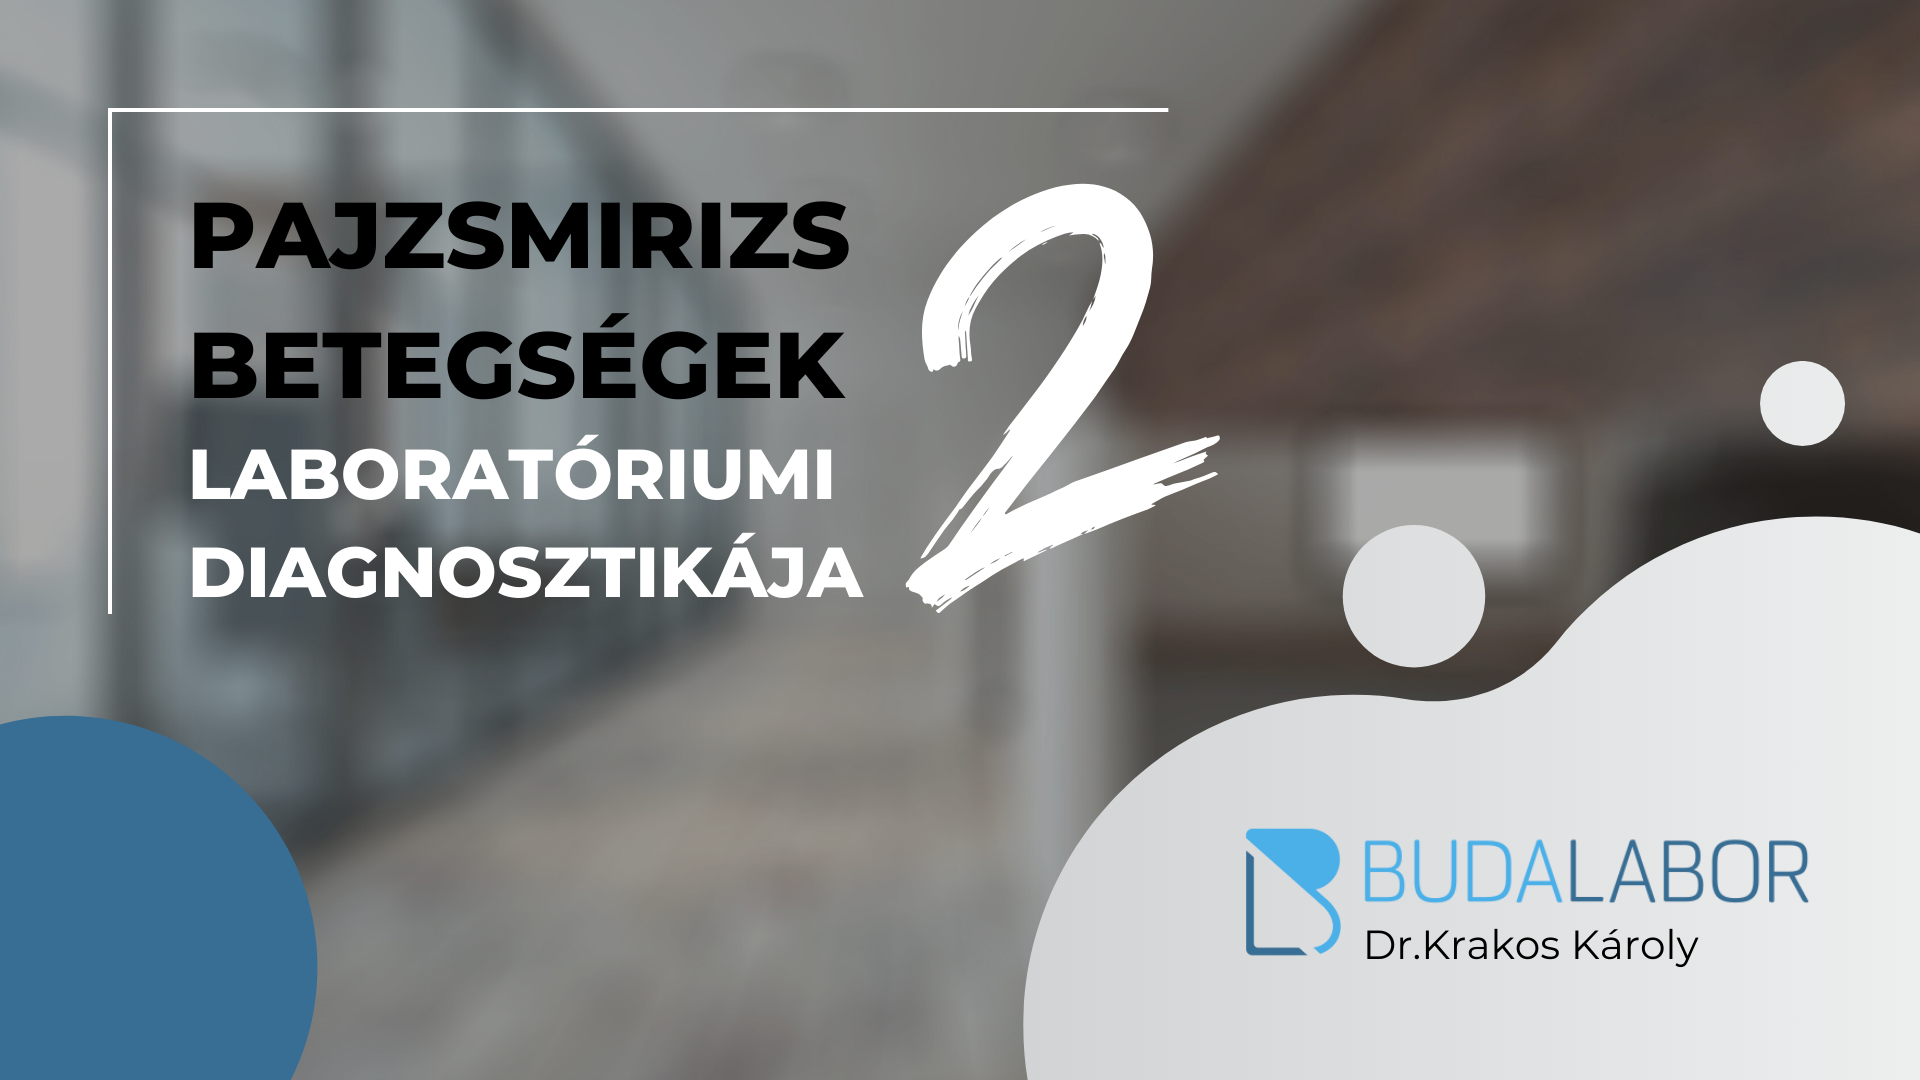 PAJZSMIRIZS
BETEGSÉGEK
LABORATÓRIUMI
DIAGNOSZTIKÁJA
2
BUDALABOR
Dr.Krakos Károly